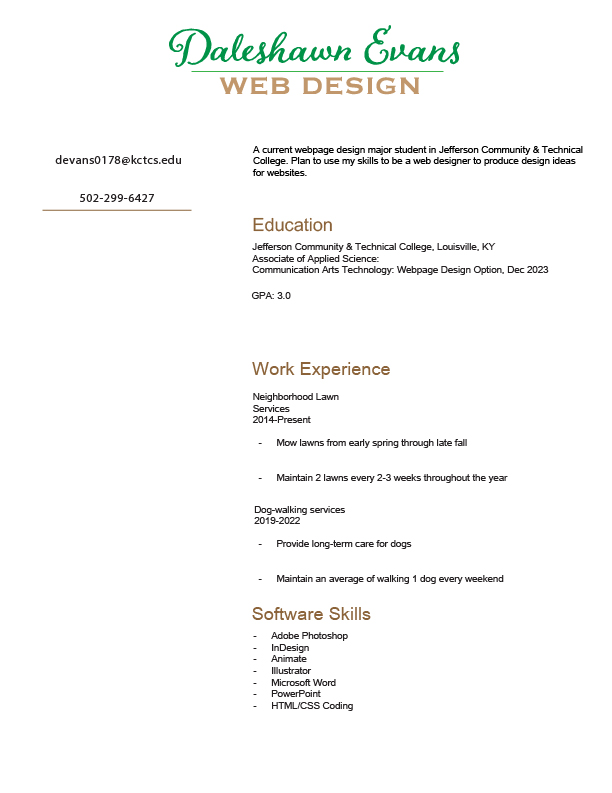 Daleshawn Evans
WEB DESIGN
devans0178@kctcs.edu
502-299-6427
A current webpage design major student in Jefferson Community & Technical
College. Plan to use my skills to be a web designer to produce design ideas
for websites.
Education
Jefferson Community & Technical College, Louisville, KY
Associate of Applied Science:
Communication Arts Technology: Webpage Design Option, Dec 2023
GPA: 3.0
Work Experience
Neighborhood Lawn
Services
2014-Present
- Mow lawns from early spring through late fall
- Maintain 2 lawns every 2-3 weeks throughout the year
Dog-walking services
2019-2022
- Provide long-term care for dogs
- Maintain an average of walking 1 dog every weekend
Software Skills
- Adobe Photoshop
- InDesign
- Animate
- Illustrator
- Microsoft Word
- PowerPoint
- HTML/CSS Coding